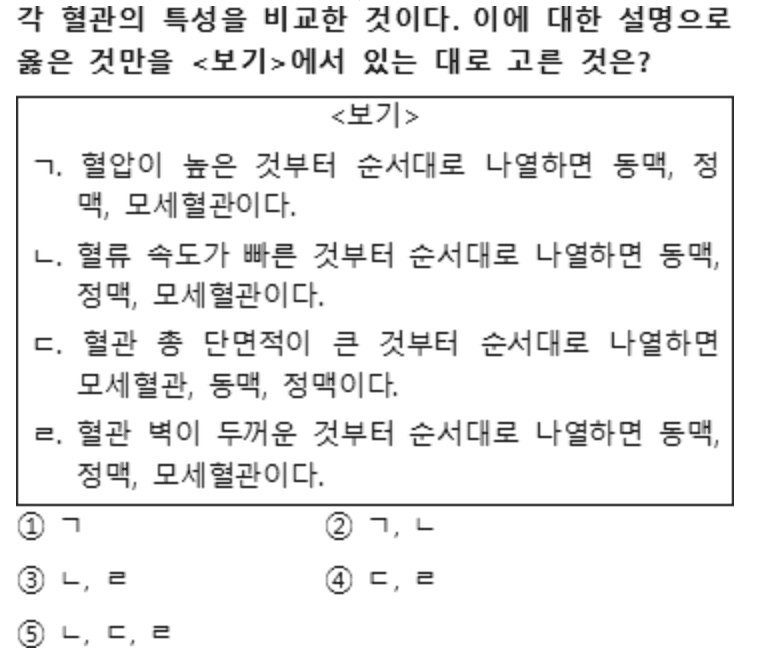 각 혈관의 특성을 비교한 것이다. 이에 대한 설명으로
옳은 것만을 <보기>에서 있는 대로 고른 것은?
<보기>
ㄱ. 혈압이 높은 것부터 순서대로 나열하면 동맥, 정
맥, 모세혈관이다.
ㄴ. 혈류 속도가 빠른 것부터 순서대로 나열하면 동맥,
정맥, 모세혈관이다.
ㄷ. 혈관 총 단면적이 큰 것부터 순서대로 나열하면
모세혈관, 동맥, 정맥이다.
ㄹ. 혈관 벽이 두꺼운 것부터 순서대로 나열하면 동맥,
정맥, 모세혈관이다.
① ㄱ ② ㄱ, ㄴ
③ ㄴ, ㄹ ④ ㄷ, ㄹ
⑤ ㄴ, ㄷ, ㄹ